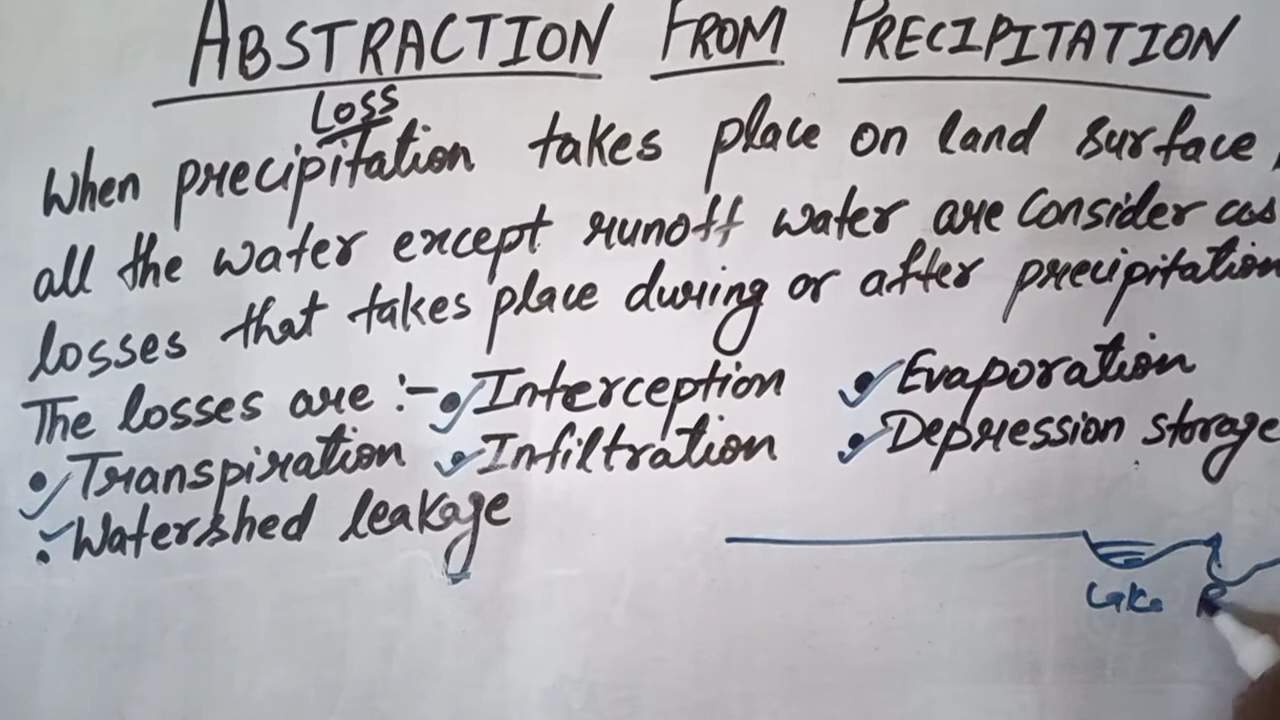 ABSTRACTION FROM PRECIPITATION
Loss
When precipitation takes place on land surface,
all the water except runoff water are consider as
losses that takes place during or after precipitation
The losses are :- • Interception • Evaporation
• Transpiration • Infiltration • Depression storage
• Watershed leakage
Lake